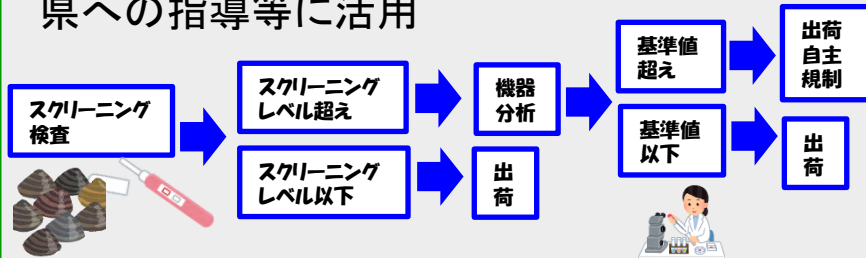 県への指導等に活用
スクリーニング
検査
スクリーニング
レベル超え
スクリーニング
レベル以下
機器
分析
出
荷
基準値
超え
基準値
以下
出荷
自主
規制
出
荷